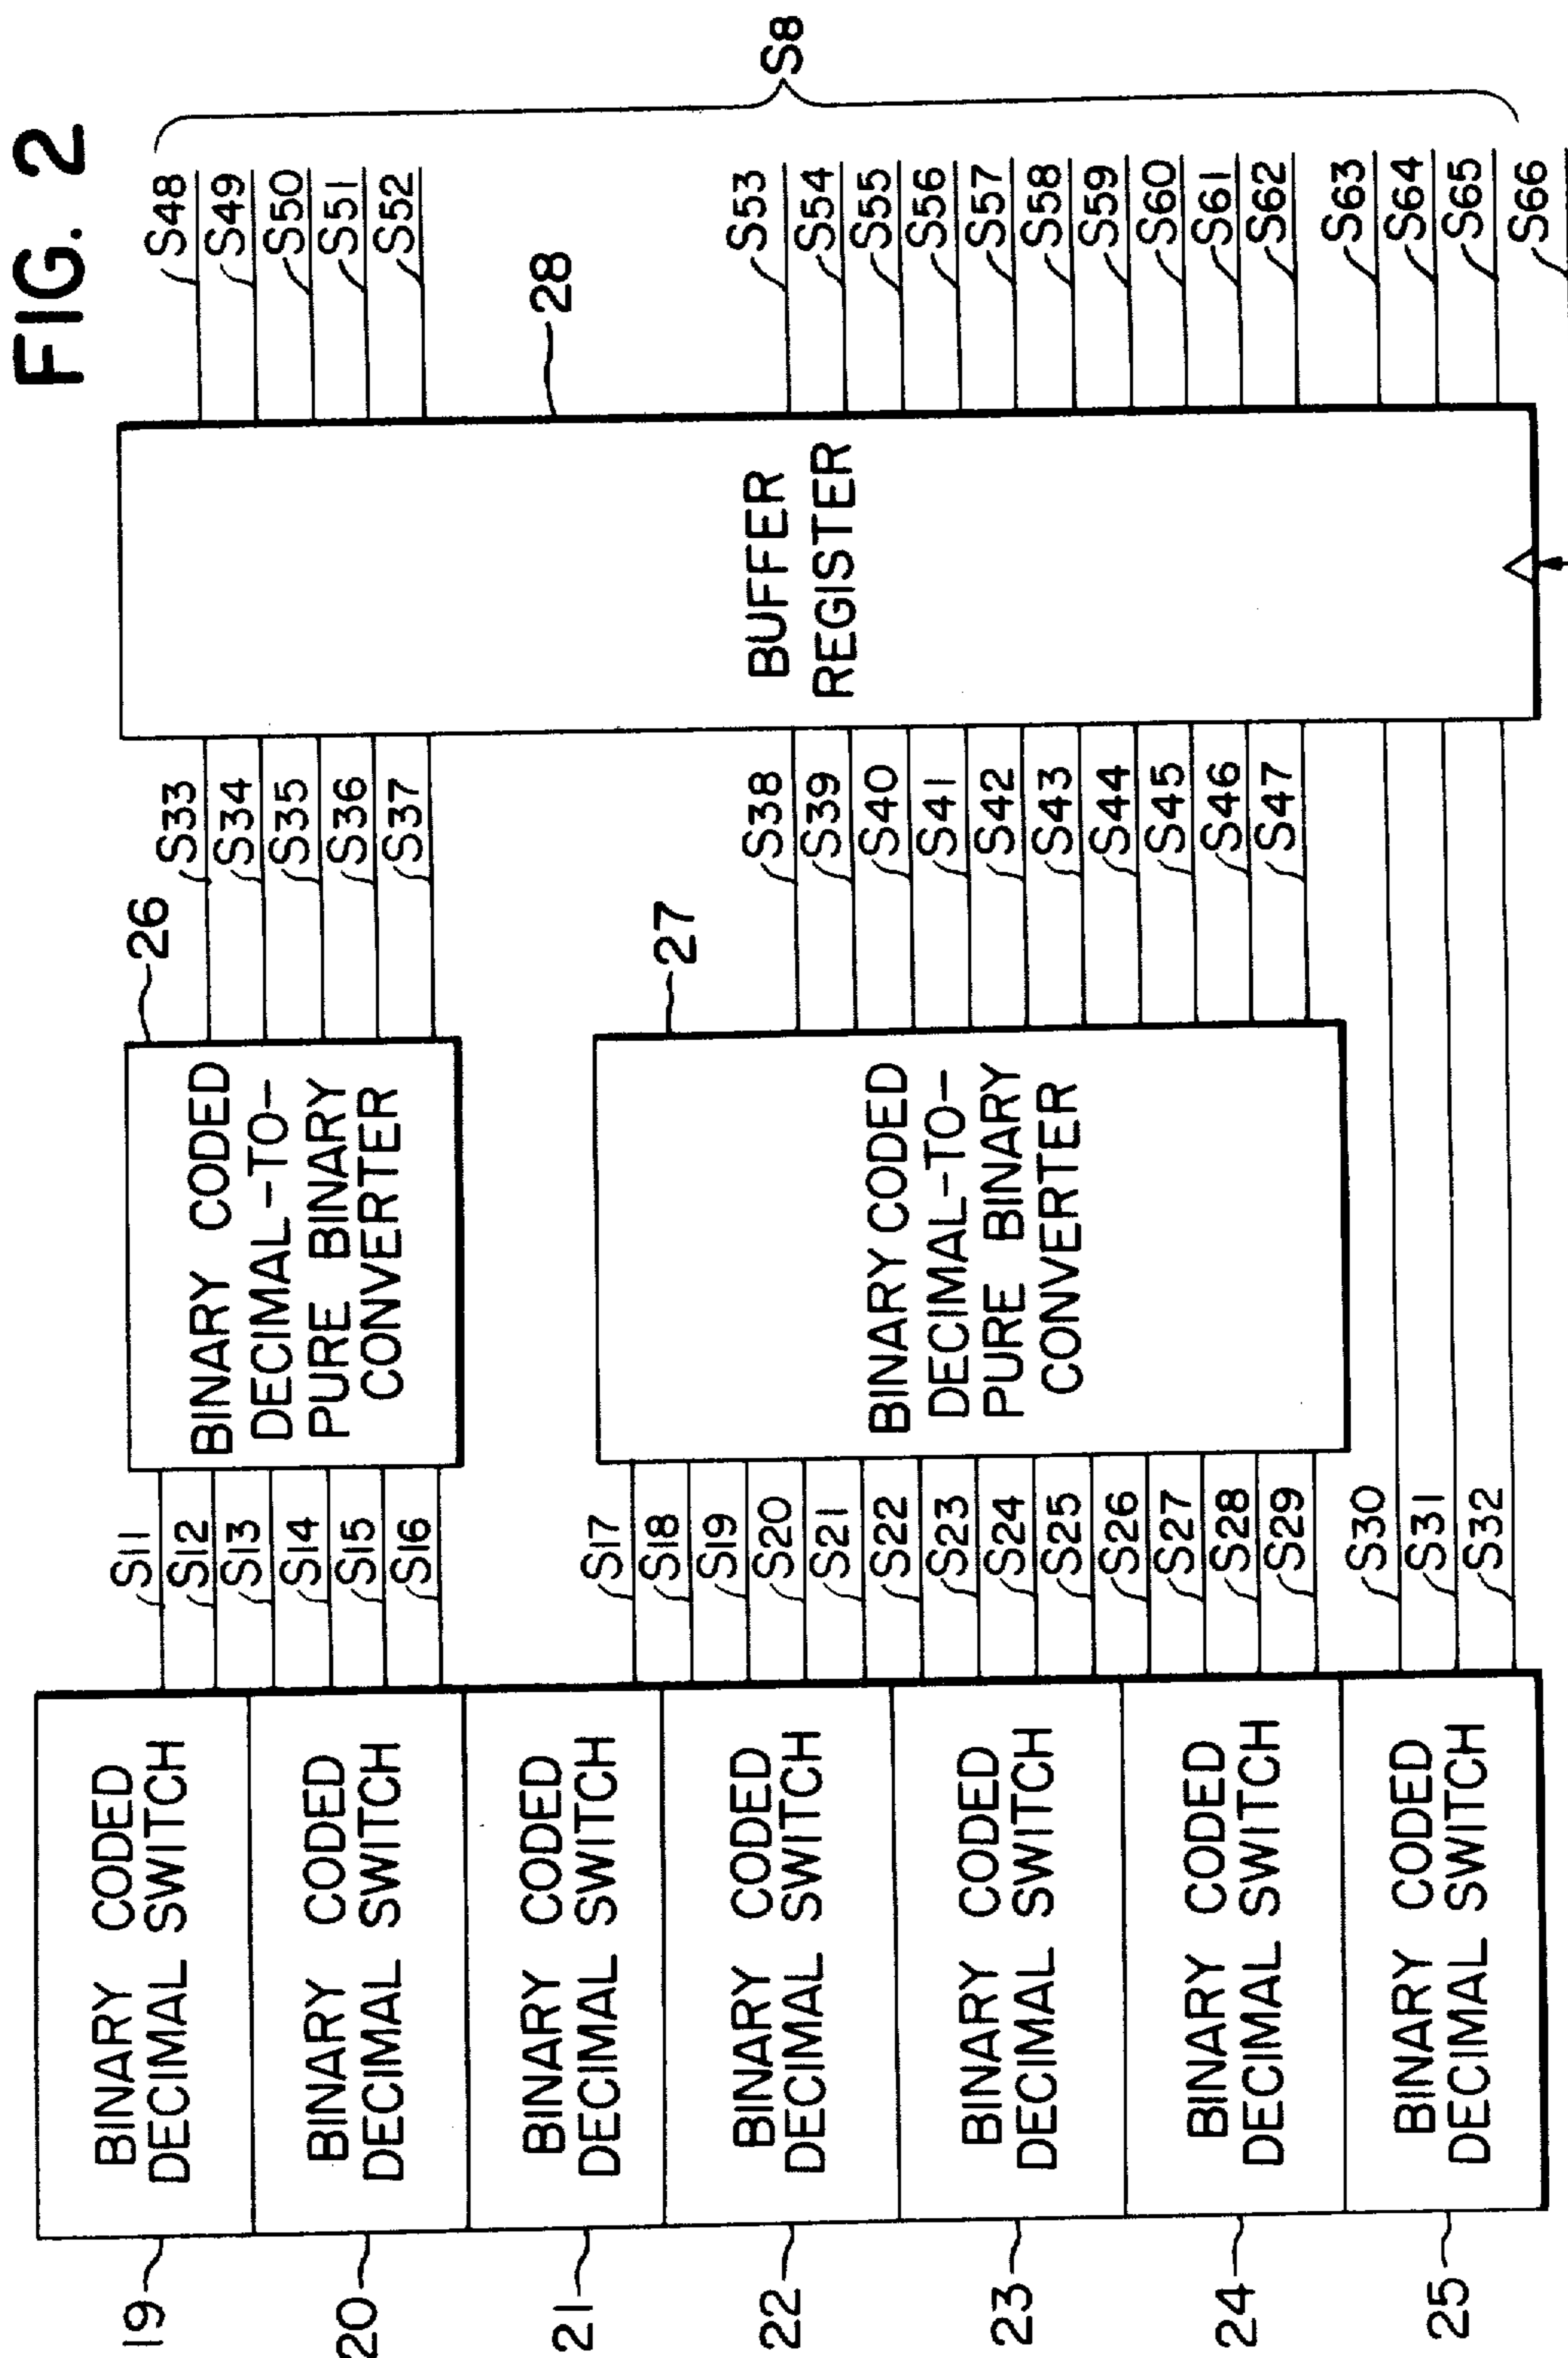 FIG. 2
19
BINARY CODED
DECIMAL SWITCH
20
BINARY CODED
DECIMAL SWITCH
21
BINARY CODED
DECIMAL SWITCH
22
BINARY CODED
DECIMAL SWITCH
23
BINARY CODED
DECIMAL SWITCH
24
BINARY CODED
DECIMAL SWITCH
25
BINARY CODED
DECIMAL SWITCH
S11
S12
S13
S14
S15
S16
S17
S18
S19
S20
S21
S22
S23
S24
S25
S26
S27
S28
S29
S30
S31
S32
26
BINARY CODED
DECIMAL-TO-
PURE BINARY
CONVERTER
27
BINARY CODED
DECIMAL-TO-
PURE BINARY
CONVERTER
S33
S34
S35
S36
S37
S38
S39
S40
S41
S42
S43
S44
S45
S46
S47
28
BUFFER
REGISTER
S48
S49
S50
S51
S52
S53
S54
S55
S56
S57
S58
S59
S60
S61
S62
S63
S64
S65
S66
S8